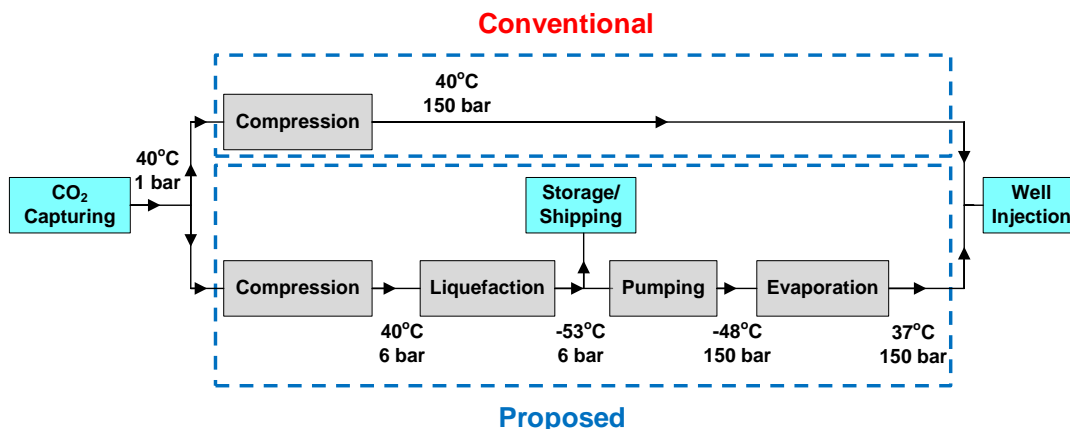 Conventional
40°C
150 bar
Compression
40°C
1 bar
CO₂
Capturing
Storage/
Shipping
Well
Injection
Compression
Liquefaction
Pumping
Evaporation
40°C
6 bar
-53°C
6 bar
-48°C
150 bar
37°C
150 bar
Proposed